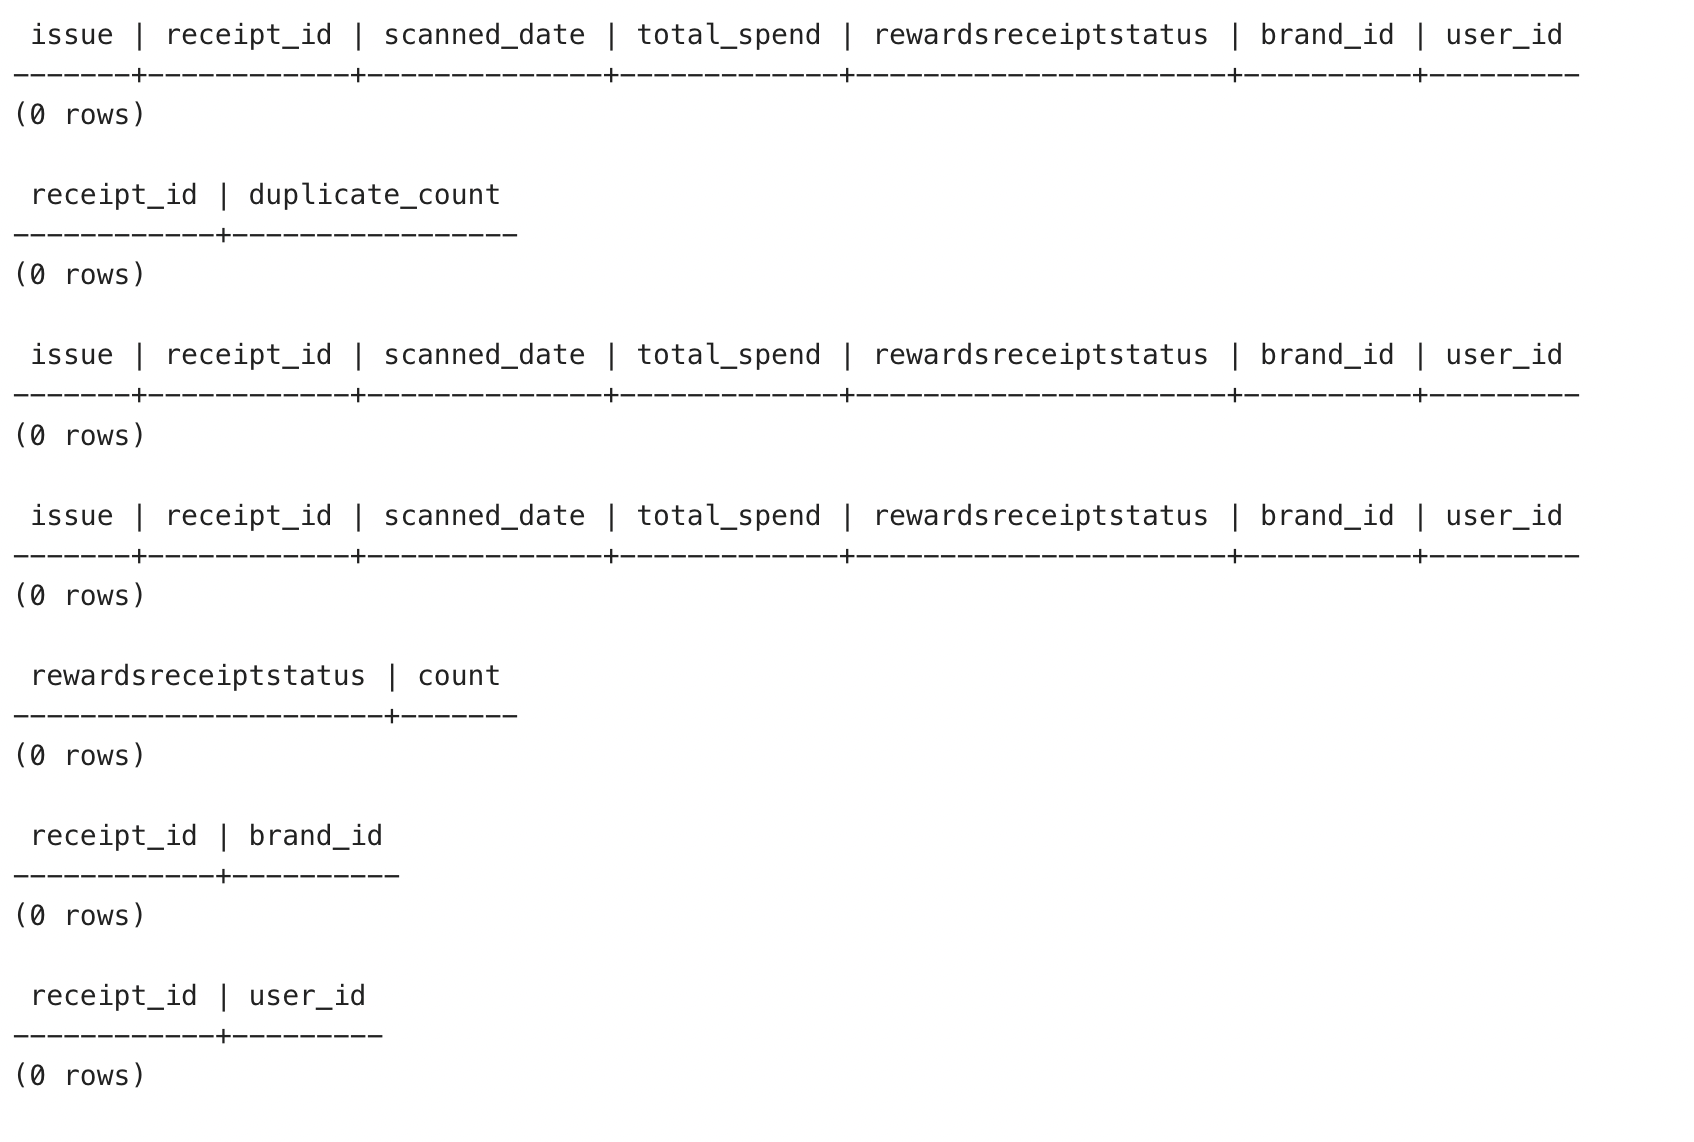 issue | receipt_id | scanned_date | total_spend | rewardsreceiptstatus | brand_id | user_id
-------+------------+--------------+-------------+----------------------+----------+---------
(0 rows)

 receipt_id | duplicate_count
------------+-----------------
(0 rows)

 issue | receipt_id | scanned_date | total_spend | rewardsreceiptstatus | brand_id | user_id
-------+------------+--------------+-------------+----------------------+----------+---------
(0 rows)

 issue | receipt_id | scanned_date | total_spend | rewardsreceiptstatus | brand_id | user_id
-------+------------+--------------+-------------+----------------------+----------+---------
(0 rows)

 rewardsreceiptstatus | count
----------------------+-------
(0 rows)

 receipt_id | brand_id
------------+----------
(0 rows)

 receipt_id | user_id
------------+---------
(0 rows)